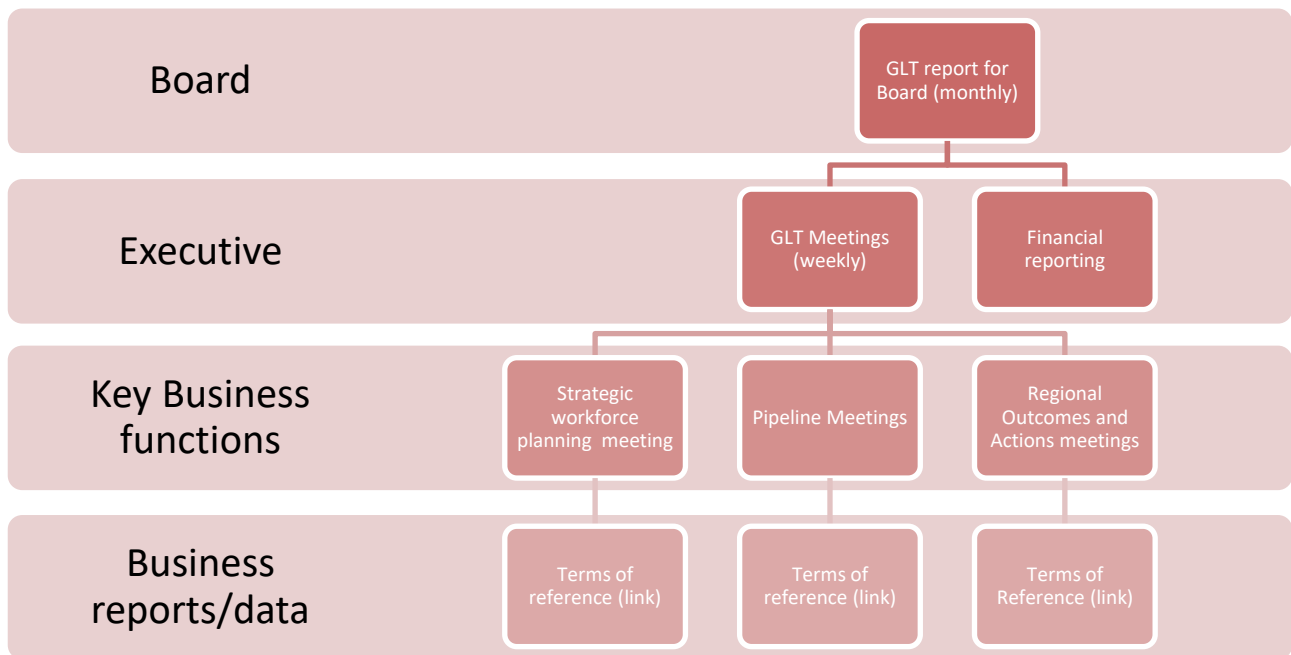 Board
GLT report for
Board (monthly)
Executive
GLT Meetings
(weekly)
Financial
reporting
Key Business
functions
Strategic
workforce
planning  meeting
Pipeline Meetings
Regional
Outcomes and
Actions meetings
Business
reports/data
Terms of
reference (link)
Terms of
reference (link)
Terms of
Reference (link)